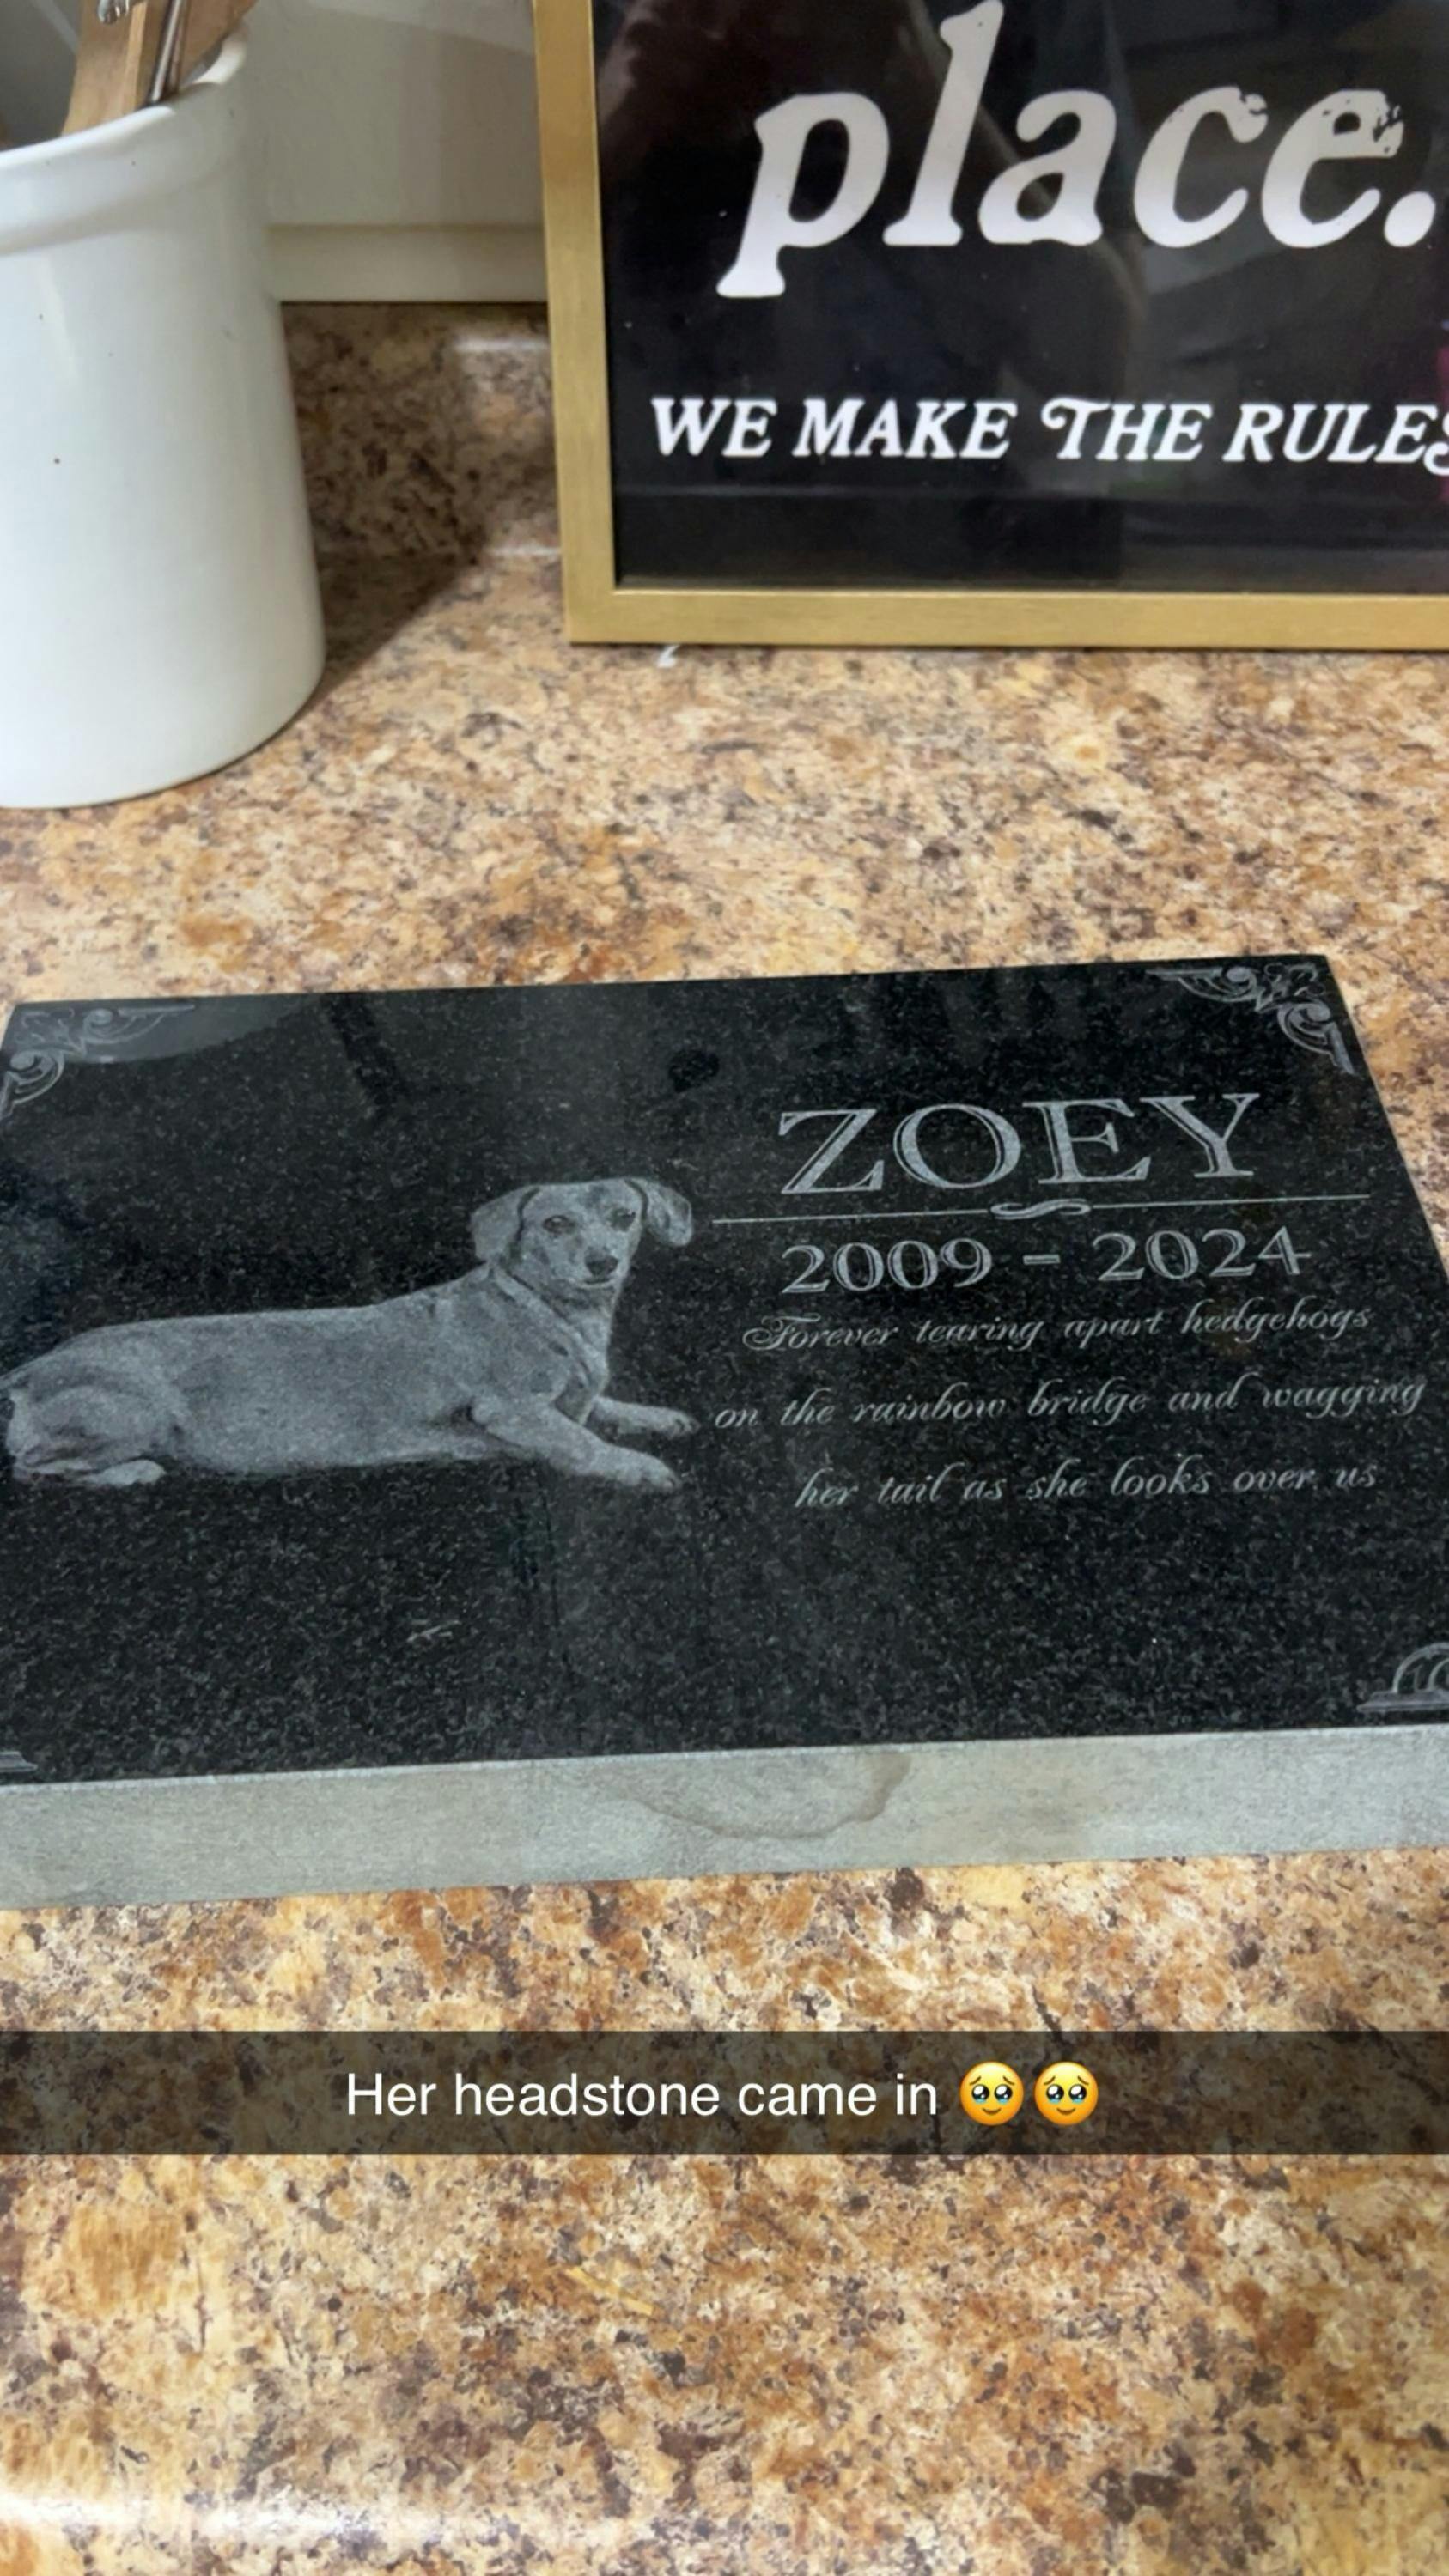 place.
WE MAKE THE RULES
ZOEY
2009 - 2024
Forever tearing apart hedgehogs
on the rainbow bridge and wagging
her tail as she looks over us
Her headstone came in 🥹🥹